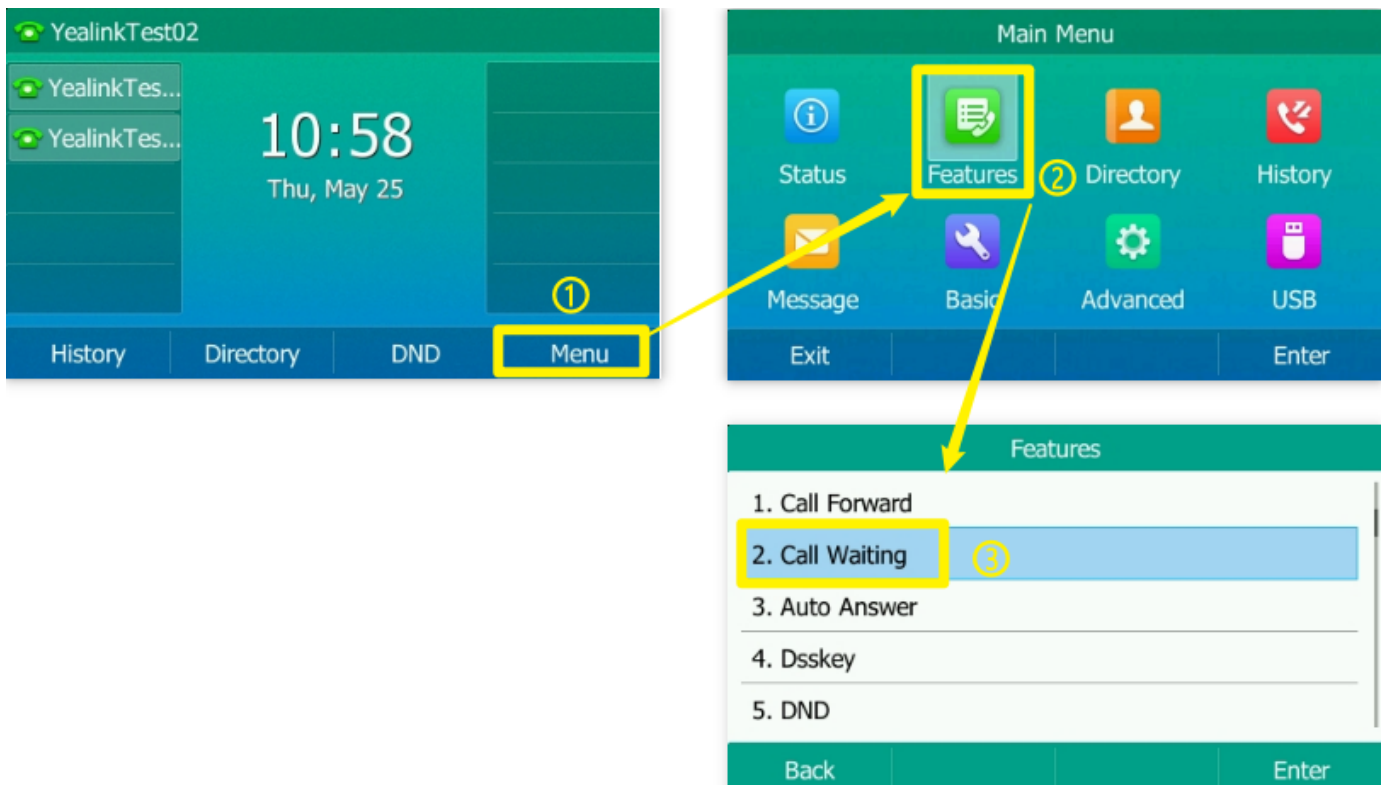 YealinkTest02
YealinkTes...
YealinkTes...
10:58
Thu, May 25
①
History Directory DND Menu
Main Menu
Status Features ② Directory History
Message Basic Advanced USB
Exit Enter
Features
1. Call Forward
2. Call Waiting ③
3. Auto Answer
4. Dsskey
5. DND
Back Enter